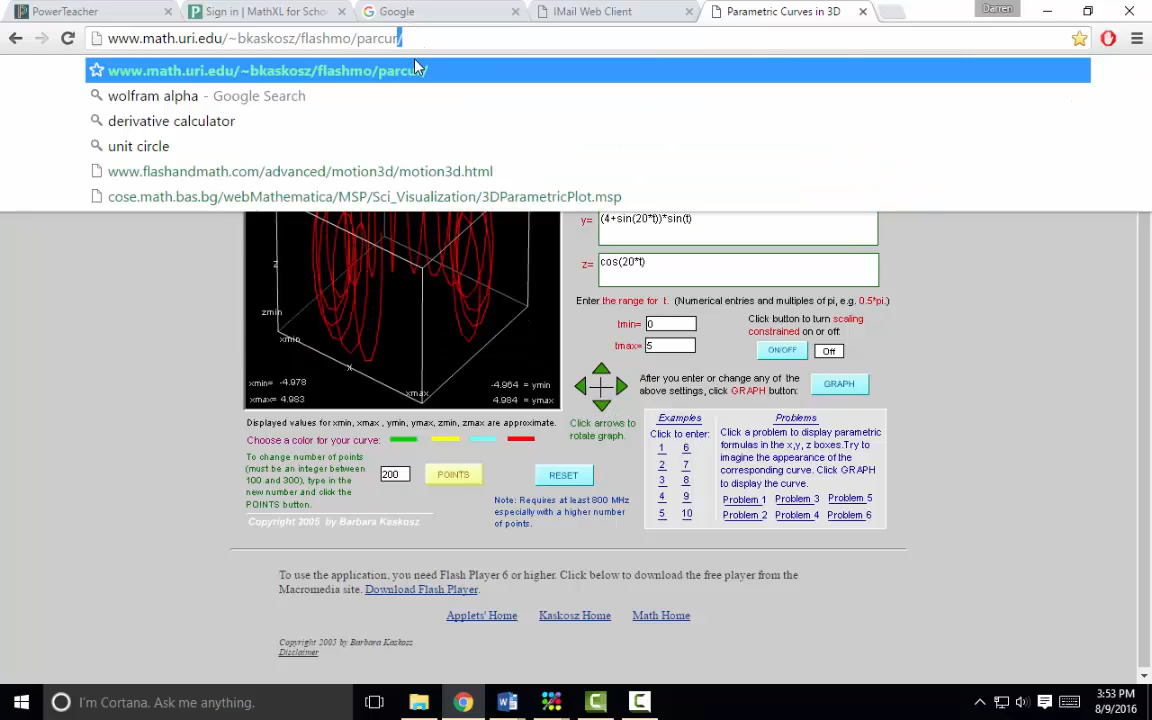 PowerTeacher
Sign in | MathXL for Scho
Google
IMail Web Client
Parametric Curves in 3D
Darren
www.math.uri.edu/~bkaskosz/flashmo/parcur/
www.math.uri.edu/~bkaskosz/flashmo/parcur/
wolfram alpha - Google Search
derivative calculator
unit circle
www.flashandmath.com/advanced/motion3d/motion3d.html
cose.math.bas.bg/webMathematica/MSP/Sci_Visualization/3DParametricPlot.msp
y= (4+sin(20*t))*sin(t)
z= cos(20*t)
z
zmin
xmin
x
xmax
xmin= -4.978
xmax= 4.983
-4.964 = ymin
4.984 = ymax
Enter the range for t. (Numerical entries and multiples of pi, e.g. 0.5*pi.)
tmin= 0
tmax= 5
Click button to turn scaling
constrained on or off.
ON/OFF
Off
After you enter or change any of the
above settings, click GRAPH button:
GRAPH
Displayed values for xmin, xmax , ymin, ymax, zmin, zmax are approximate.
Click arrows to
rotate graph.
Choose a color for your curve:
To change number of points
(must be an integer between
100 and 300), type in the
new number and click the
POINTS button.
200
POINTS
RESET
Note: Requires at least 800 MHz
especially with a higher number
of points.
Copyright 2005 by Barbara Kaskosz
Examples
Click to enter:
1 6
2 7
3 8
4 9
5 10
Problems
Click a problem to display parametric
formulas in the x,y, z boxes.Try to
imagine the appearance of the
corresponding curve. Click GRAPH
to display the curve.
Problem 1 Problem 3 Problem 5
Problem 2 Problem 4 Problem 6
To use the application, you need Flash Player 6 or higher. Click below to download the free player from the
Macromedia site. Download Flash Player.
Applets' Home Kaskosz Home Math Home
Copyright 2005 by Barbara Kaskosz
Disclaimer
I'm Cortana. Ask me anything.
3:53 PM
8/9/2016